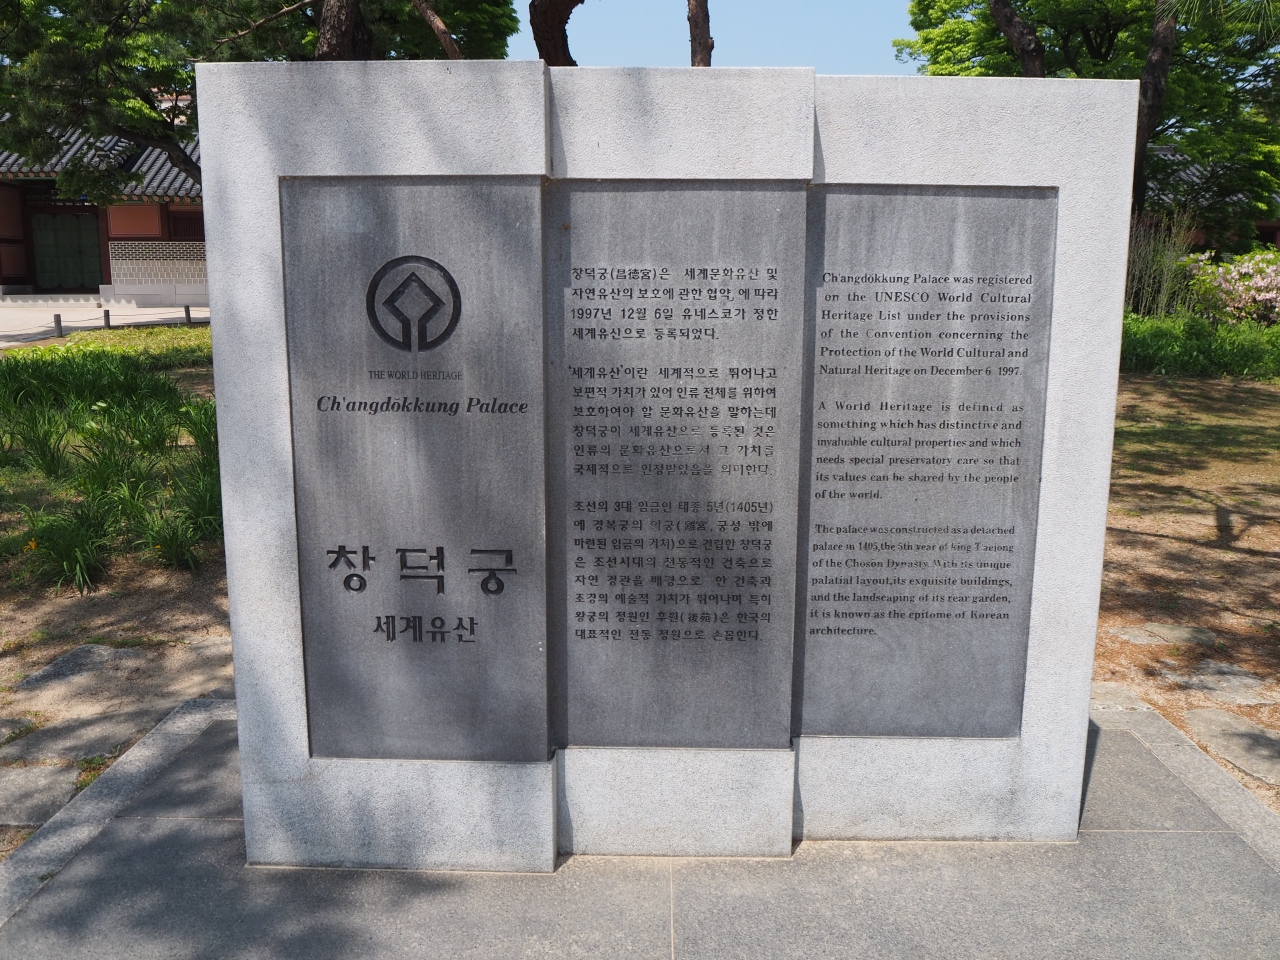 THE WORLD HERITAGE
Ch'angdŏkkung Palace
창덕궁
세계유산
창덕궁(昌德宮)은 세계문화유산 및
자연유산의 보호에 관한 협약」에 따라
1997년 12월 6일 유네스코가 정한
세계유산으로 등록되었다.
'세계유산'이란 세계적으로 뛰어나고
보편적 가치가 있어 인류 전체를 위하여
보호하여야 할 문화유산을 말하는데
창덕궁이 세계유산으로 등록된 것은
인류의 문화유산으로서 그 가치를
국제적으로 인정받았음을 의미한다.
조선의 3대 임금인 태종 5년(1405년)
에 경복궁의 이궁(離宮, 궁성 밖에
마련된 임금의 거처)으로 건립한 창덕궁
은 조선시대의 전통적인 건축으로
자연 경관을 배경으로 한 건축과
조경의 예술적 가치가 뛰어나며 특히
왕궁의 정원인 후원(後苑)은 한국의
대표적인 전통 정원으로 손꼽힌다.
Ch'angdŏkkung Palace was registered
on the UNESCO World Cultural
Heritage List under the provisions
of the Convention concerning the
Protection of the World Cultural and
Natural Heritage on December 6 1997.
A World Heritage is defined as
something which has distinctive and
invaluable cultural properties and which
needs special preservatory care so that
its values can be shared by the people
of the world.
The palace was constructed as a detached
palace in 1405, the 5th year of king Taejong
of the Chosŏn Dynasty. With its unique
palatial layout, its exquisite buildings,
and the landscaping of its rear garden,
it is known as the epitome of Korean
architecture.